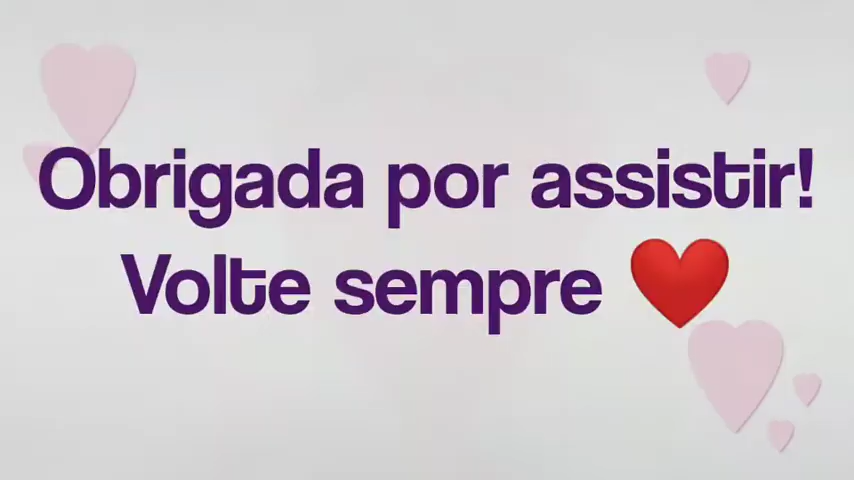 Obrigada por assistir!
Volte sempre ❤️